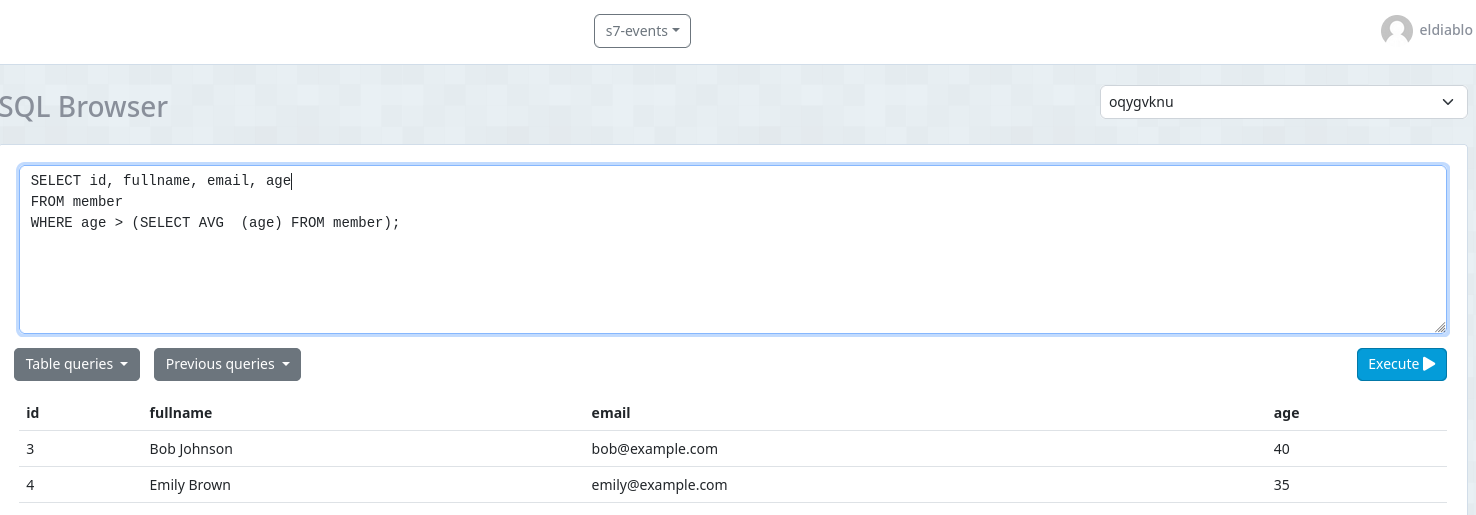 s7-events
eldiablo
SQL Browser
oqygvknu
SELECT id, fullname, email, age
FROM member
WHERE age > (SELECT AVG  (age) FROM member);
Table queries
Previous queries
Execute
id fullname email age
3 Bob Johnson bob@example.com 40
4 Emily Brown emily@example.com 35